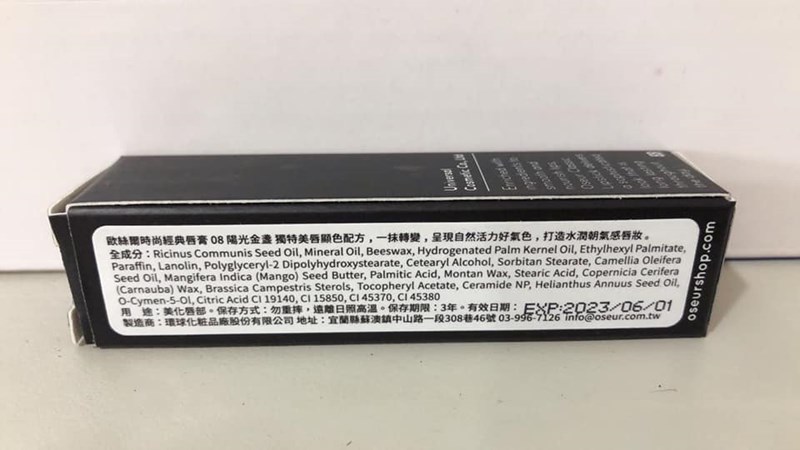 Universal
Cosmetic Co., Ltd
Enriched with
ingredients to
smooth and
nourish lips.
歐絲爾時尚經典唇膏 08 陽光金盞 獨特美唇顯色配方，一抹轉變，呈現自然活力好氣色，打造水潤朝氣感唇妝。
全成分：Ricinus Communis Seed Oil, Mineral Oil, Beeswax, Hydrogenated Palm Kernel Oil, Ethylhexyl Palmitate,
Paraffin, Lanolin, Polyglyceryl-2 Dipolyhydroxystearate, Cetearyl Alcohol, Sorbitan Stearate, Camellia Oleifera
Seed Oil, Mangifera Indica (Mango) Seed Butter, Palmitic Acid, Montan Wax, Stearic Acid, Copernicia Cerifera
(Carnauba) Wax, Brassica Campestris Sterols, Tocopheryl Acetate, Ceramide NP, Helianthus Annuus Seed Oil,
O-Cymen-5-Ol, Citric Acid CI 19140, CI 15850, CI 45370, CI 45380
用　途：美化唇部。保存方式：勿重摔，遠離日照高溫。保存期限：3年。有效日期： EXP:2023/06/01
製造商：環球化粧品廠股份有限公司 地址：宜蘭縣蘇澳鎮中山路一段308巷46號 03-996-7126 info@oseur.com.tw
oseurshop.com